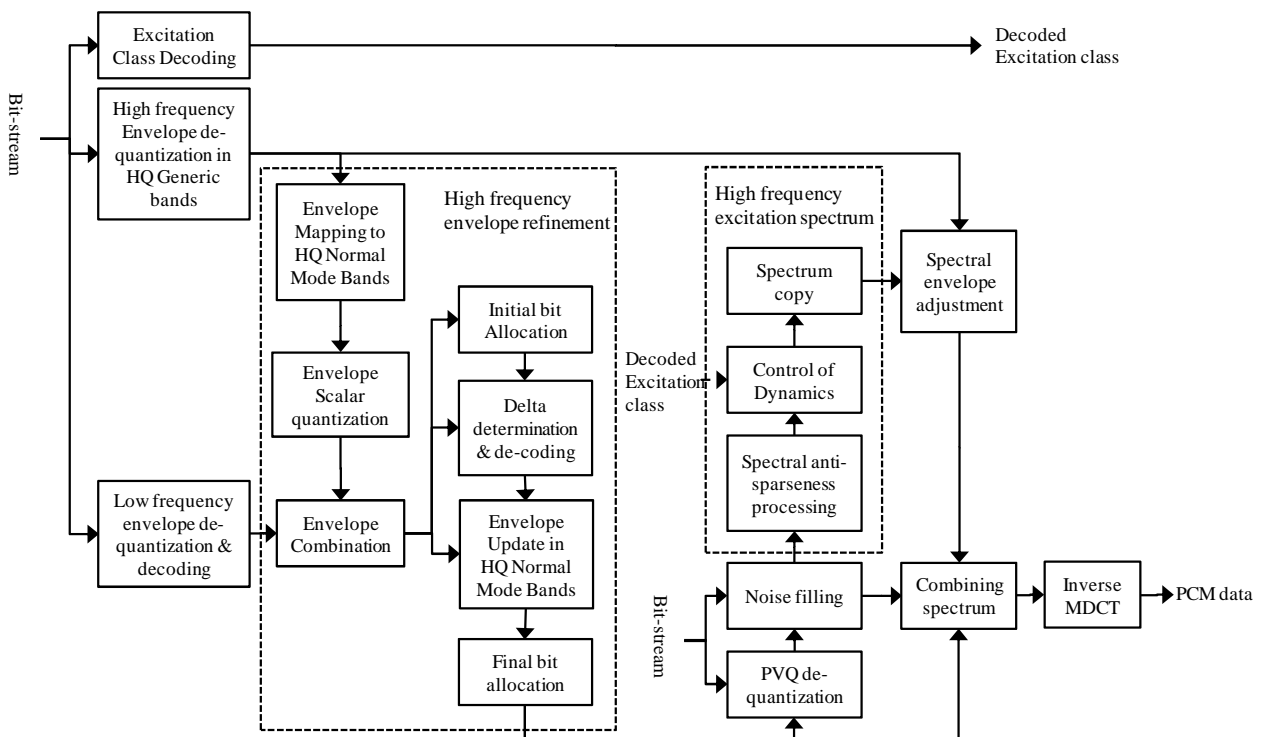 Bit-stream
Excitation
Class Decoding
Decoded
Excitation class
High frequency
Envelope de-
quantization in
HQ Generic
bands
High frequency
envelope refinement
Envelope
Mapping to
HQ Normal
Mode Bands
Envelope
Scalar
quantization
Low frequency
envelope de-
quantization &
decoding
Envelope
Combination
Initial bit
Allocation
Delta
determination
& de-coding
Envelope
Update in
HQ Normal
Mode Bands
Final bit
allocation
High frequency
excitation spectrum
Spectrum
copy
Decoded
Excitation
class
Control of
Dynamics
Spectral anti-
sparseness
processing
Spectral
envelope
adjustment
Bit-stream
Noise filling
PVQ de-
quantization
Combining
spectrum
Inverse
MDCT
PCM data